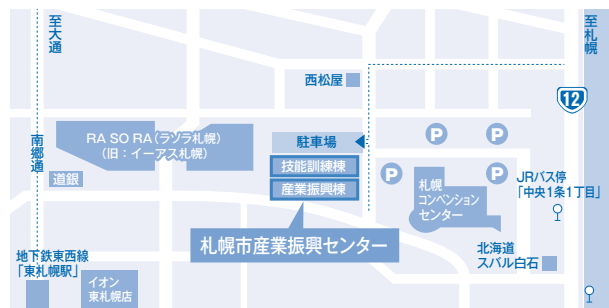 至大通
至札幌
西松屋
12
RA SO RA(ラソラ札幌)
(旧：イーアス札幌)
駐車場
P
P
南郷通
道銀
技能訓練棟
産業振興棟
P
P
札幌
コンベンション
センター
JRバス停
「中央1条1丁目」
札幌市産業振興センター
地下鉄東西線
「東札幌駅」
イオン
東札幌店
北海道
スバル白石